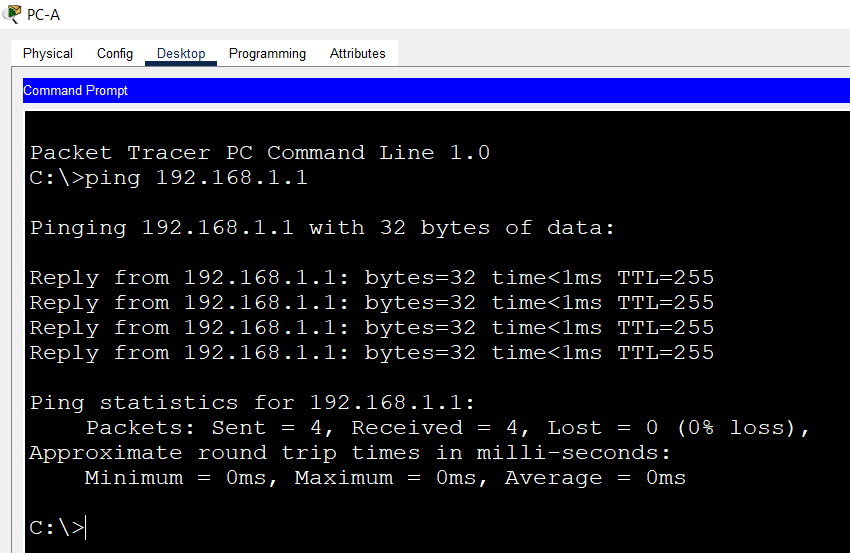 PC-A
Physical Config Desktop Programming Attributes
Command Prompt
Packet Tracer PC Command Line 1.0
C:\>ping 192.168.1.1
Pinging 192.168.1.1 with 32 bytes of data:
Reply from 192.168.1.1: bytes=32 time<1ms TTL=255
Reply from 192.168.1.1: bytes=32 time<1ms TTL=255
Reply from 192.168.1.1: bytes=32 time<1ms TTL=255
Reply from 192.168.1.1: bytes=32 time<1ms TTL=255
Ping statistics for 192.168.1.1:
Packets: Sent = 4, Received = 4, Lost = 0 (0% loss),
Approximate round trip times in milli-seconds:
Minimum = 0ms, Maximum = 0ms, Average = 0ms
C:\>